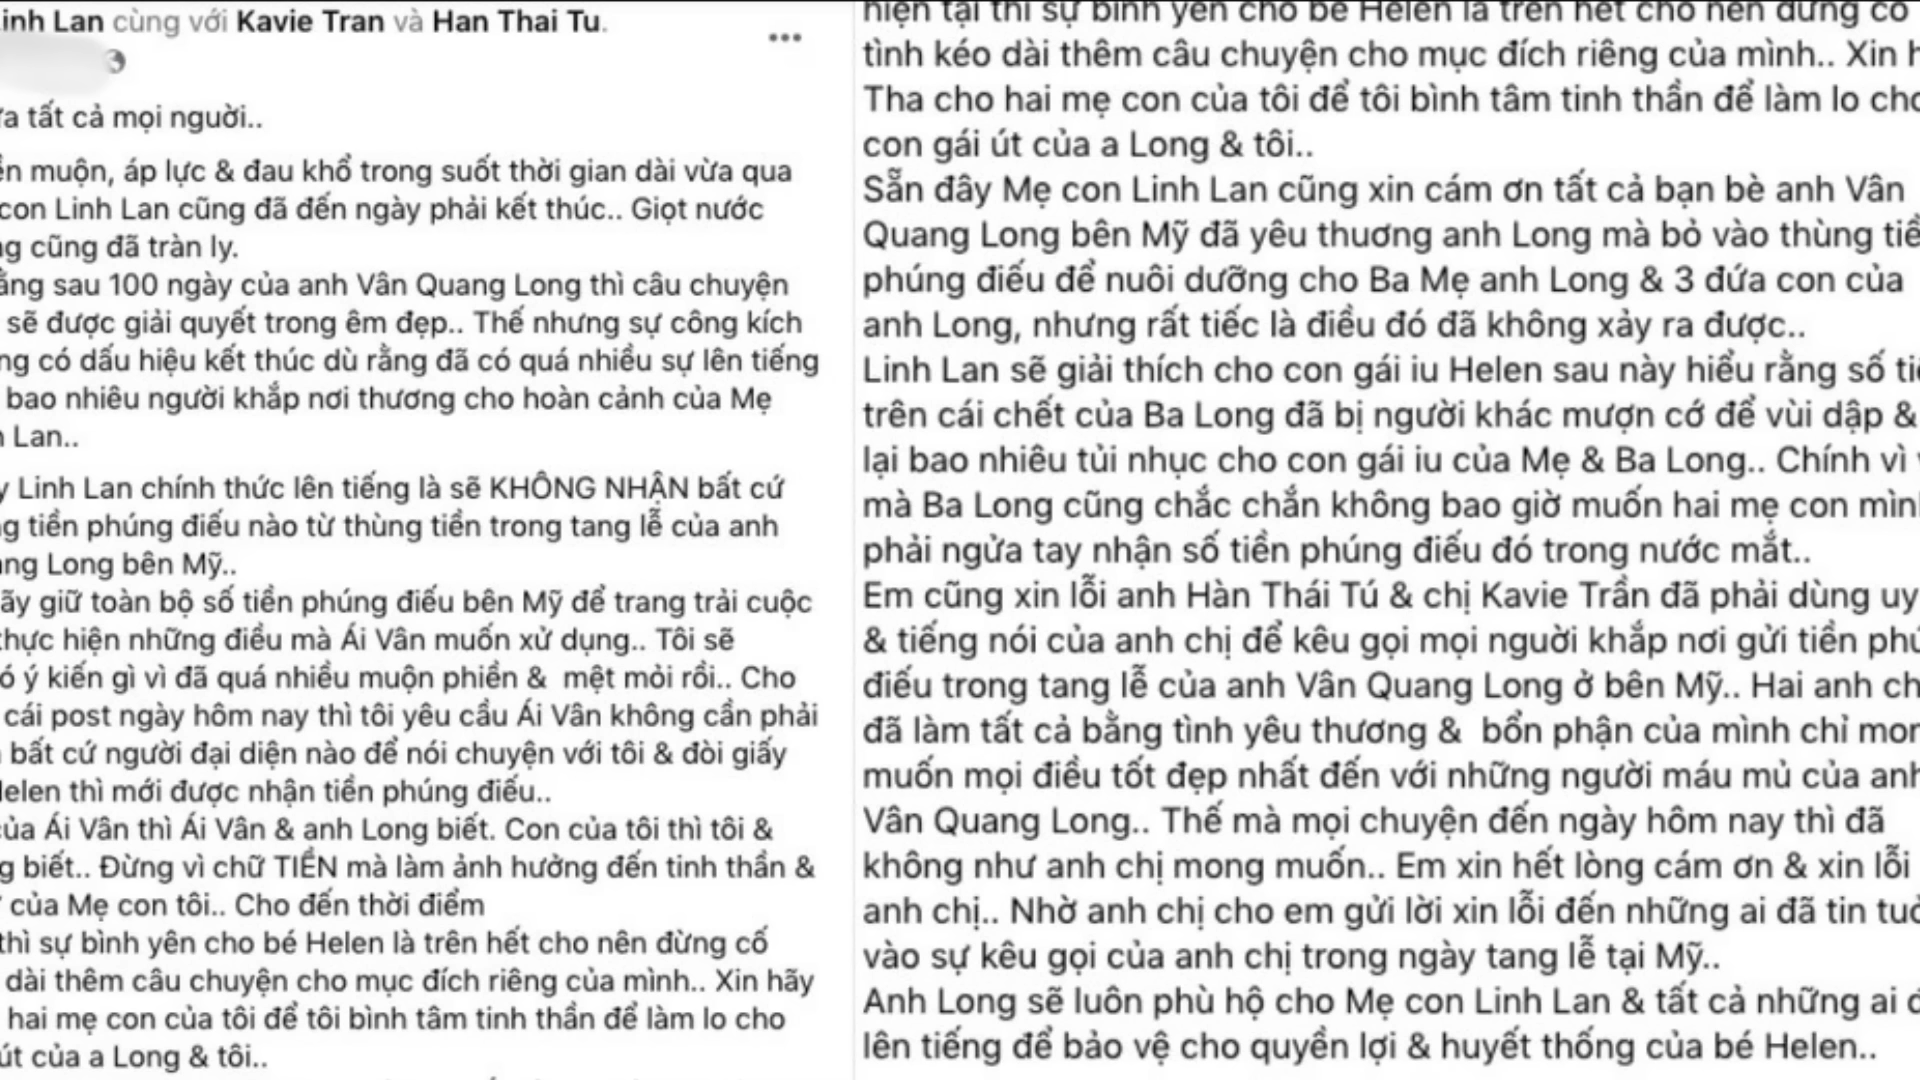 Linh Lan cùng với Kavie Tran và Han Thai Tu.
tất cả mọi người..
muộn, áp lực & đau khổ trong suốt thời gian dài vừa qua
con Linh Lan cũng đã đến ngày phải kết thúc.. Giọt nước
cũng đã tràn ly.
sau 100 ngày của anh Vân Quang Long thì câu chuyện
sẽ được giải quyết trong êm đẹp.. Thế nhưng sự công kích
có dấu hiệu kết thúc dù rằng đã có quá nhiều sự lên tiếng
bao nhiêu người khắp nơi thương cho hoàn cảnh của Mẹ
Lan..
Linh Lan chính thức lên tiếng là sẽ KHÔNG NHẬN bất cứ
tiền phúng điếu nào từ thùng tiền trong tang lễ của anh
Long bên Mỹ..
giữ toàn bộ số tiền phúng điếu bên Mỹ để trang trải cuộc
thực hiện những điều mà Ái Vân muốn xử dụng.. Tôi sẽ
ý kiến gì vì đã quá nhiều muộn phiền & mệt mỏi rồi.. Cho
cái post ngày hôm nay thì tôi yêu cầu Ái Vân không cần phải
bất cứ người đại diện nào để nói chuyện với tôi & đòi giấy
Helen thì mới được nhận tiền phúng điếu..
của Ái Vân thì Ái Vân & anh Long biết. Con của tôi thì tôi &
biết.. Đừng vì chữ TIỀN mà làm ảnh hưởng đến tinh thần &
của Mẹ con tôi.. Cho đến thời điểm
thì sự bình yên cho bé Helen là trên hết cho nên đừng cố
dài thêm câu chuyện cho mục đích riêng của mình.. Xin hãy
hai mẹ con của tôi để tôi bình tâm tinh thần để làm lo cho
út của a Long & tôi..
hiện tại thì sự bình yên cho bé Helen là trên hết cho nên đừng cố
tình kéo dài thêm câu chuyện cho mục đích riêng của mình.. Xin
Tha cho hai mẹ con của tôi để tôi bình tâm tinh thần để làm lo cho
con gái út của a Long & tôi..
Sẵn đây Mẹ con Linh Lan cũng xin cám ơn tất cả bạn bè anh Vân
Quang Long bên Mỹ đã yêu thuơng anh Long mà bỏ vào thùng
phúng điếu để nuôi dưỡng cho Ba Mẹ anh Long & 3 đứa con của
anh Long, nhưng rất tiếc là điều đó đã không xảy ra được..
Linh Lan sẽ giải thích cho con gái iu Helen sau này hiểu rằng số
trên cái chết của Ba Long đã bị người khác mượn cớ để vùi dập &
lại bao nhiêu tủi nhục cho con gái iu của Mẹ & Ba Long.. Chính vì
mà Ba Long cũng chắc chắn không bao giờ muốn hai mẹ con
phải ngửa tay nhận số tiền phúng điếu đó trong nước mắt..
Em cũng xin lỗi anh Hàn Thái Tú & chị Kavie Trần đã phải dùng uy
& tiếng nói của anh chị để kêu gọi mọi nguời khắp nơi gửi tiền
điếu trong tang lễ của anh Vân Quang Long ở bên Mỹ.. Hai anh
đã làm tất cả bằng tình yêu thương & bổn phận của mình chỉ
muốn mọi điều tốt đẹp nhất đến với những người máu mủ của anh
Vân Quang Long.. Thế mà mọi chuyện đến ngày hôm nay thì đã
không như anh chị mong muốn.. Em xin hết lòng cám ơn & xin lỗi
anh chị.. Nhờ anh chị cho em gửi lời xin lỗi đến những ai đã tin
vào sự kêu gọi của anh chị trong ngày tang lễ tại Mỹ..
Anh Long sẽ luôn phù hộ cho Mẹ con Linh Lan & tất cả những ai
lên tiếng để bảo vệ cho quyền lợi & huyết thống của bé Helen..